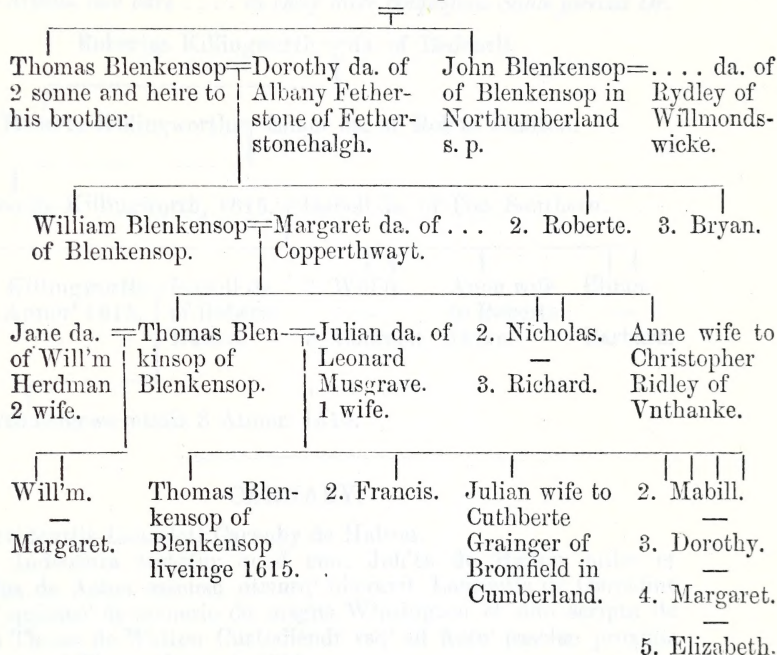 Thomas Blenkensop
2 sonne and heire to
his brother.
Dorothy da. of
Albany Fether-
stone of Fether-
stonehalgh.
John Blenkensop
of Blenkensop in
Northumberland
s. p.
. . . . da. of
Rydley of
Willmonds-
wicke.
William Blenkensop
of Blenkensop.
Margaret da. of . . .
Copperthwayt.
2. Roberte.
3. Bryan.
Jane da.
of Will'm
Herdman
2 wife.
Thomas Blen-
kinsop of
Blenkensop.
Julian da. of
Leonard
Musgrave.
1 wife.
2. Nicholas.
—
3. Richard.
Anne wife to
Christopher
Ridley of
Vnthanke.
Will'm.
—
Margaret.
Thomas Blen-
kensop of
Blenkensop
liveinge 1615.
2. Francis.
Julian wife to
Cuthberte
Grainger of
Bromfield in
Cumberland.
2. Mabill.
—
3. Dorothy.
—
4. Margaret.
—
5. Elizabeth.